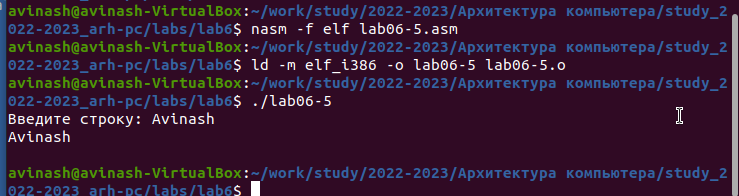 avinash@avinash-VirtualBox:~/work/study/2022-2023/Архитектура компьютера/study_2
022-2023_arh-pc/labs/lab6$ nasm -f elf lab06-5.asm
avinash@avinash-VirtualBox:~/work/study/2022-2023/Архитектура компьютера/study_2
022-2023_arh-pc/labs/lab6$ ld -m elf_i386 -o lab06-5 lab06-5.o
avinash@avinash-VirtualBox:~/work/study/2022-2023/Архитектура компьютера/study_2
022-2023_arh-pc/labs/lab6$ ./lab06-5
Введите строку: Avinash
Avinash
avinash@avinash-VirtualBox:~/work/study/2022-2023/Архитектура компьютера/study_2
022-2023_arh-pc/labs/lab6$